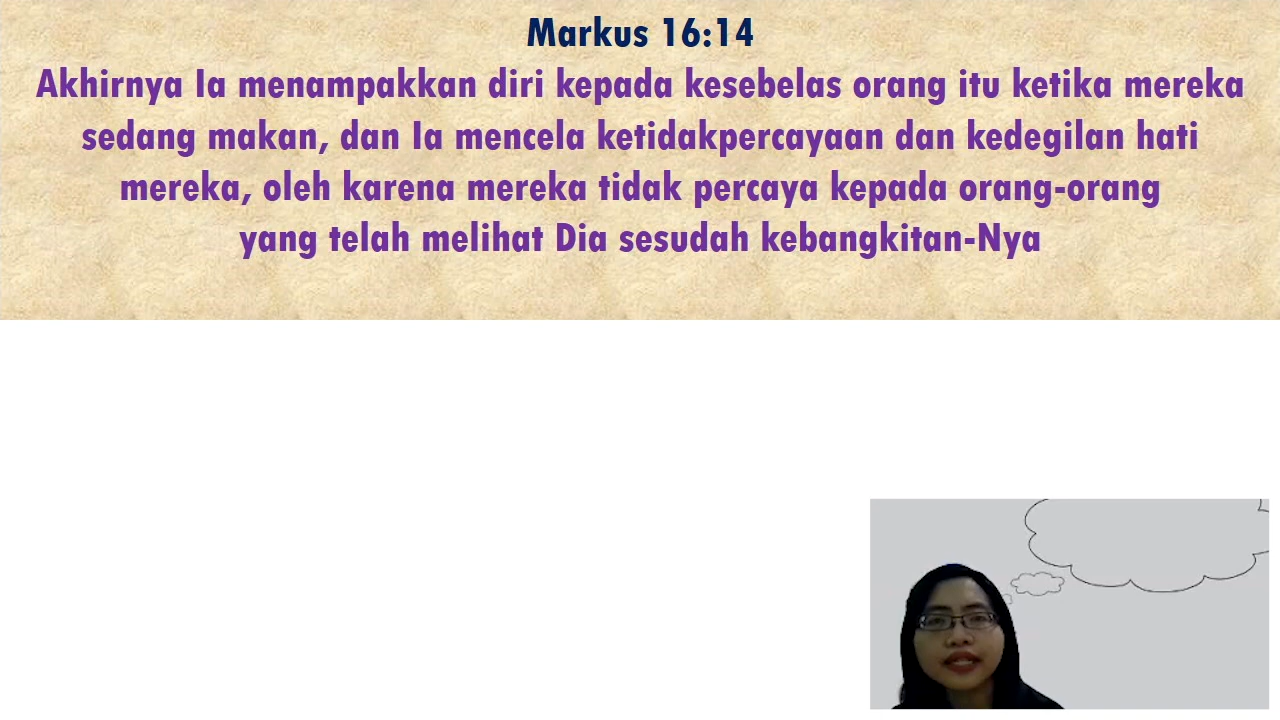 Markus 16:14
Akhirnya Ia menampakkan diri kepada kesebelas orang itu ketika mereka
sedang makan, dan Ia mencela ketidakpercayaan dan kedegilan hati
mereka, oleh karena mereka tidak percaya kepada orang-orang
yang telah melihat Dia sesudah kebangkitan-Nya